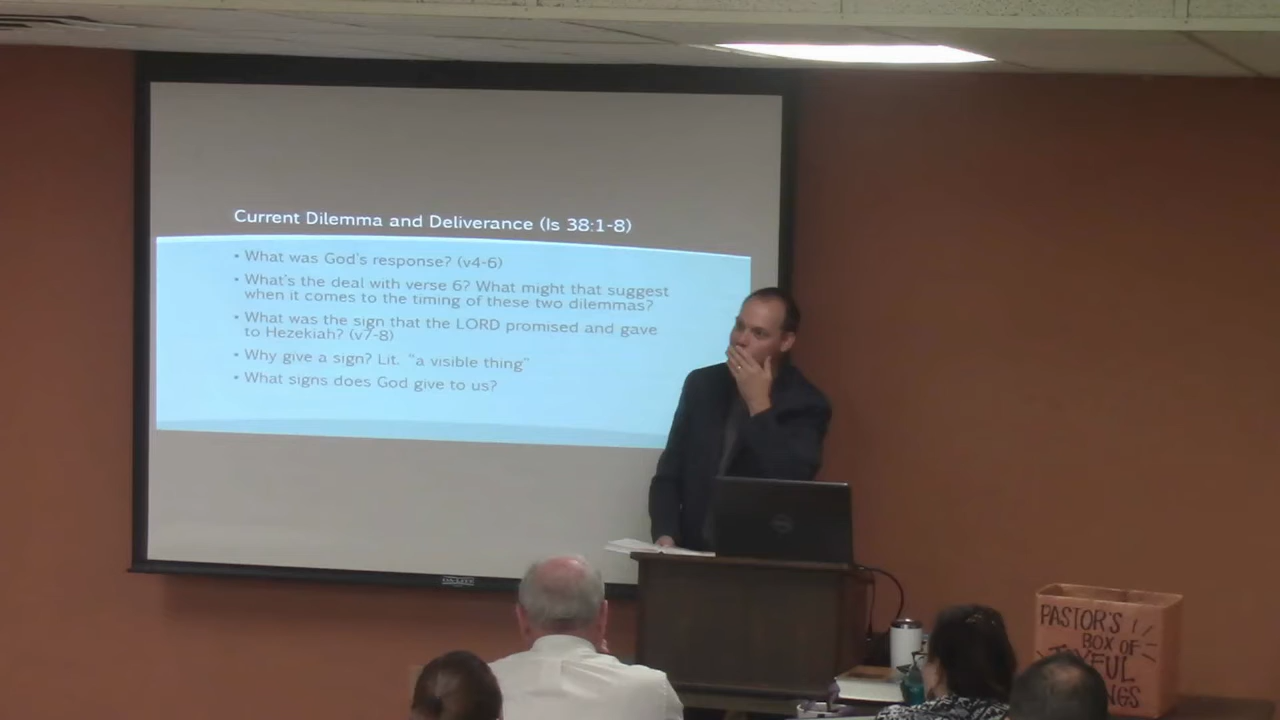 Current Dilemma and Deliverance (Is 38:1-8)
• What was God's response? (v4-6)
• What's the deal with verse 6? What might that suggest
when it comes to the timing of these two dilemmas?
• What was the sign that the LORD promised and gave
to Hezekiah? (v7-8)
• Why give a sign? Lit. "a visible thing"
• What signs does God give to us?
PASTOR'S
BOX OF